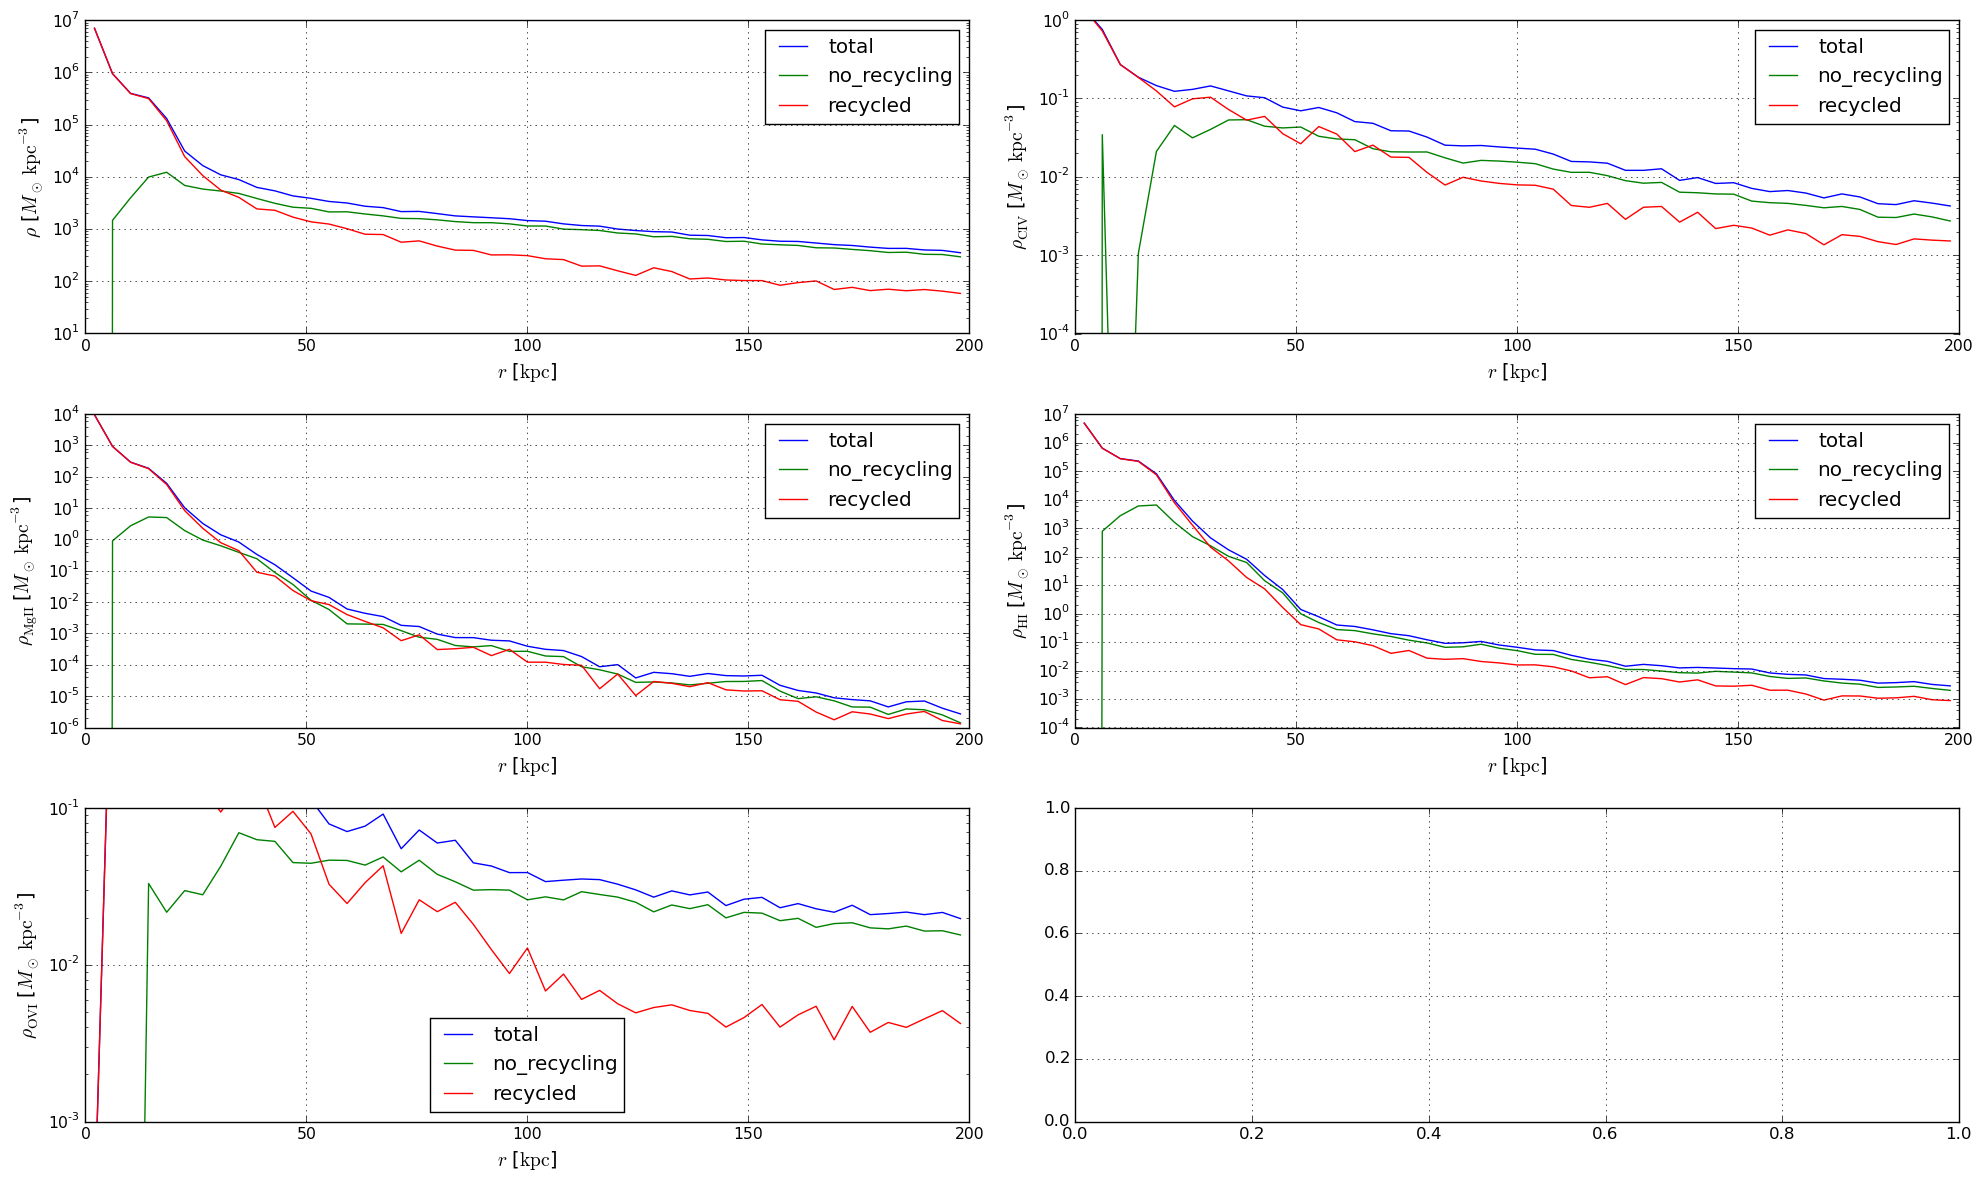 10^7
10^6
10^5
10^4
10^3
10^2
10^1
ρ [M_⊙ kpc^{-3}]
0 50 100 150 200
r [kpc]
total
no_recycling
recycled
10^0
10^{-1}
10^{-2}
10^{-3}
10^{-4}
ρ_CIV [M_⊙ kpc^{-3}]
0 50 100 150 200
r [kpc]
total
no_recycling
recycled
10^4
10^3
10^2
10^1
10^0
10^{-1}
10^{-2}
10^{-3}
10^{-4}
10^{-5}
10^{-6}
ρ_MgII [M_⊙ kpc^{-3}]
0 50 100 150 200
r [kpc]
total
no_recycling
recycled
10^7
10^6
10^5
10^4
10^3
10^2
10^1
10^0
10^{-1}
10^{-2}
10^{-3}
10^{-4}
ρ_HI [M_⊙ kpc^{-3}]
0 50 100 150 200
r [kpc]
total
no_recycling
recycled
10^{-1}
10^{-2}
10^{-3}
ρ_OVI [M_⊙ kpc^{-3}]
0 50 100 150 200
r [kpc]
total
no_recycling
recycled
1.0
0.8
0.6
0.4
0.2
0.0
0.0 0.2 0.4 0.6 0.8 1.0